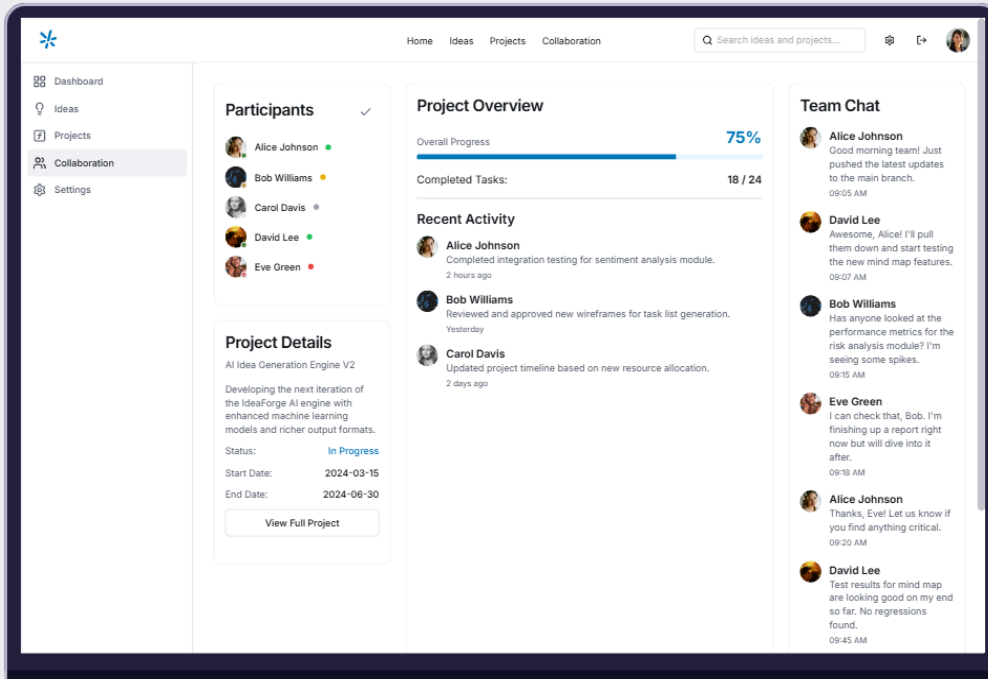 Home Ideas Projects Collaboration
Search ideas and projects...
Dashboard
Ideas
Projects
Collaboration
Settings
Participants
Alice Johnson
Bob Williams
Carol Davis
David Lee
Eve Green
Project Details
AI Idea Generation Engine V2
Developing the next iteration of
the IdeaForge AI engine with
enhanced machine learning
models and richer output formats.
Status: In Progress
Start Date: 2024-03-15
End Date: 2024-06-30
View Full Project
Project Overview
Overall Progress 75%
Completed Tasks: 18 / 24
Recent Activity
Alice Johnson
Completed integration testing for sentiment analysis module.
2 hours ago
Bob Williams
Reviewed and approved new wireframes for task list generation.
Yesterday
Carol Davis
Updated project timeline based on new resource allocation.
2 days ago
Team Chat
Alice Johnson
Good morning team! Just
pushed the latest updates
to the main branch.
09:05 AM
David Lee
Awesome, Alice! I'll pull
them down and start testing
the new mind map features.
09:07 AM
Bob Williams
Has anyone looked at the
performance metrics for the
risk analysis module? I'm
seeing some spikes.
09:15 AM
Eve Green
I can check that, Bob. I'm
finishing up a report right
now but will dive into it
after.
09:18 AM
Alice Johnson
Thanks, Eve! Let us know if
you find anything critical.
09:20 AM
David Lee
Test results for mind map
are looking good on my end
so far. No regressions
found.
09:45 AM